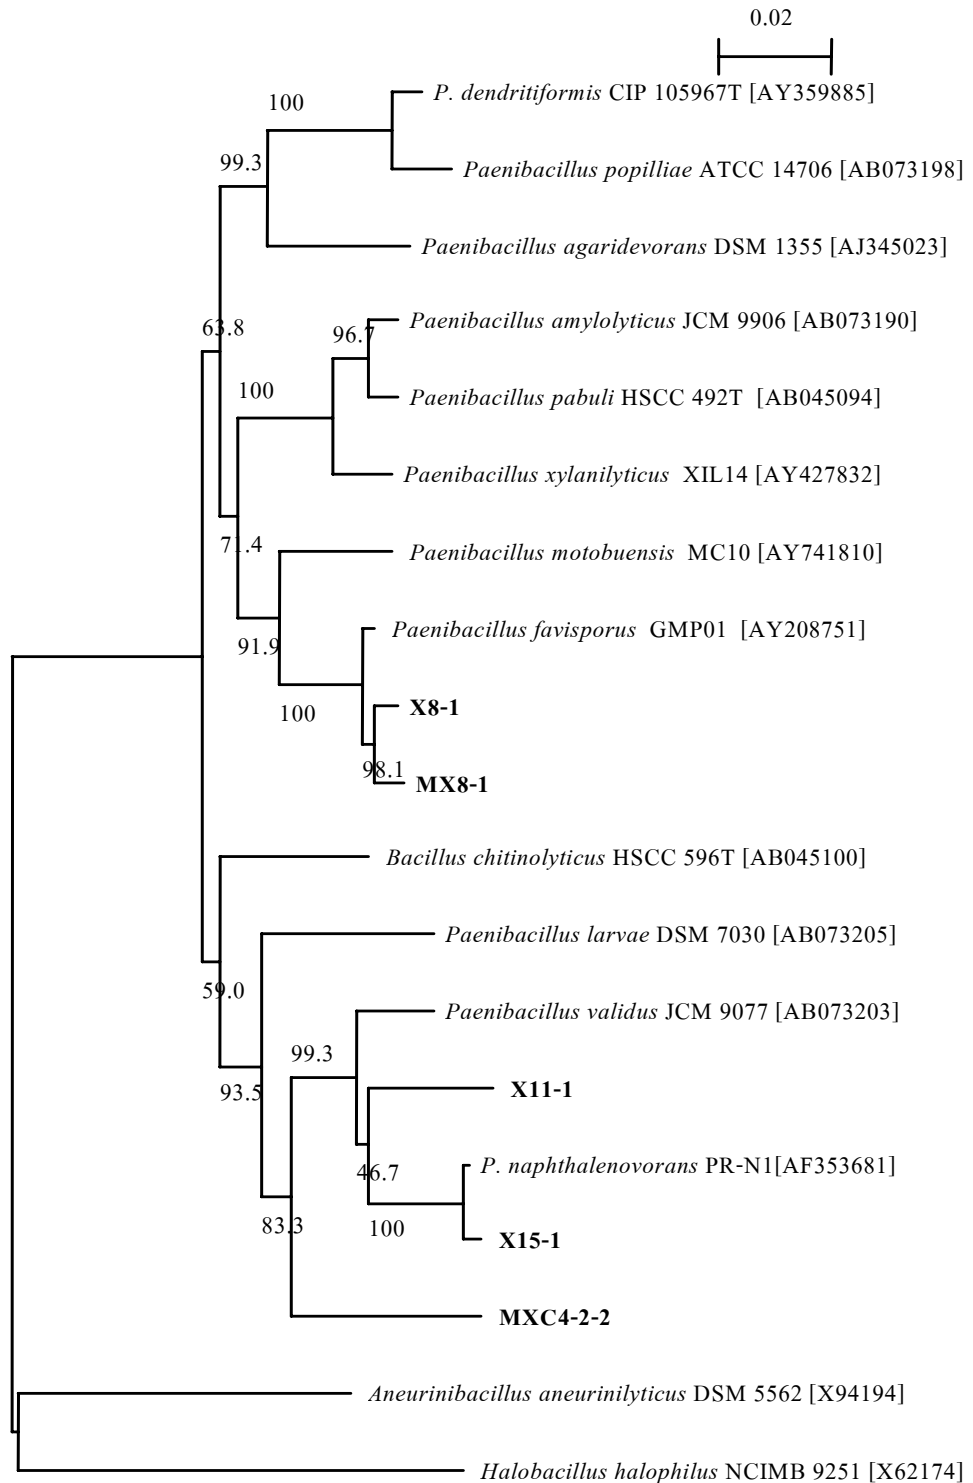 0.02
P. dendritiformis CIP 105967T [AY359885]
100
99.3
Paenibacillus popilliae ATCC 14706 [AB073198]
Paenibacillus agaridevorans DSM 1355 [AJ345023]
63.8
Paenibacillus amylolyticus JCM 9906 [AB073190]
96.7
100
Paenibacillus pabuli HSCC 492T [AB045094]
Paenibacillus xylanilyticus XIL14 [AY427832]
71.4
Paenibacillus motobuensis MC10 [AY741810]
Paenibacillus favisporus GMP01 [AY208751]
91.9
X8-1
100
98.1
MX8-1
Bacillus chitinolyticus HSCC 596T [AB045100]
Paenibacillus larvae DSM 7030 [AB073205]
59.0
Paenibacillus validus JCM 9077 [AB073203]
99.3
93.5
X11-1
P. naphthalenovorans PR-N1[AF353681]
46.7
83.3
100
X15-1
MXC4-2-2
Aneurinibacillus aneurinilyticus DSM 5562 [X94194]
Halobacillus halophilus NCIMB 9251 [X62174]